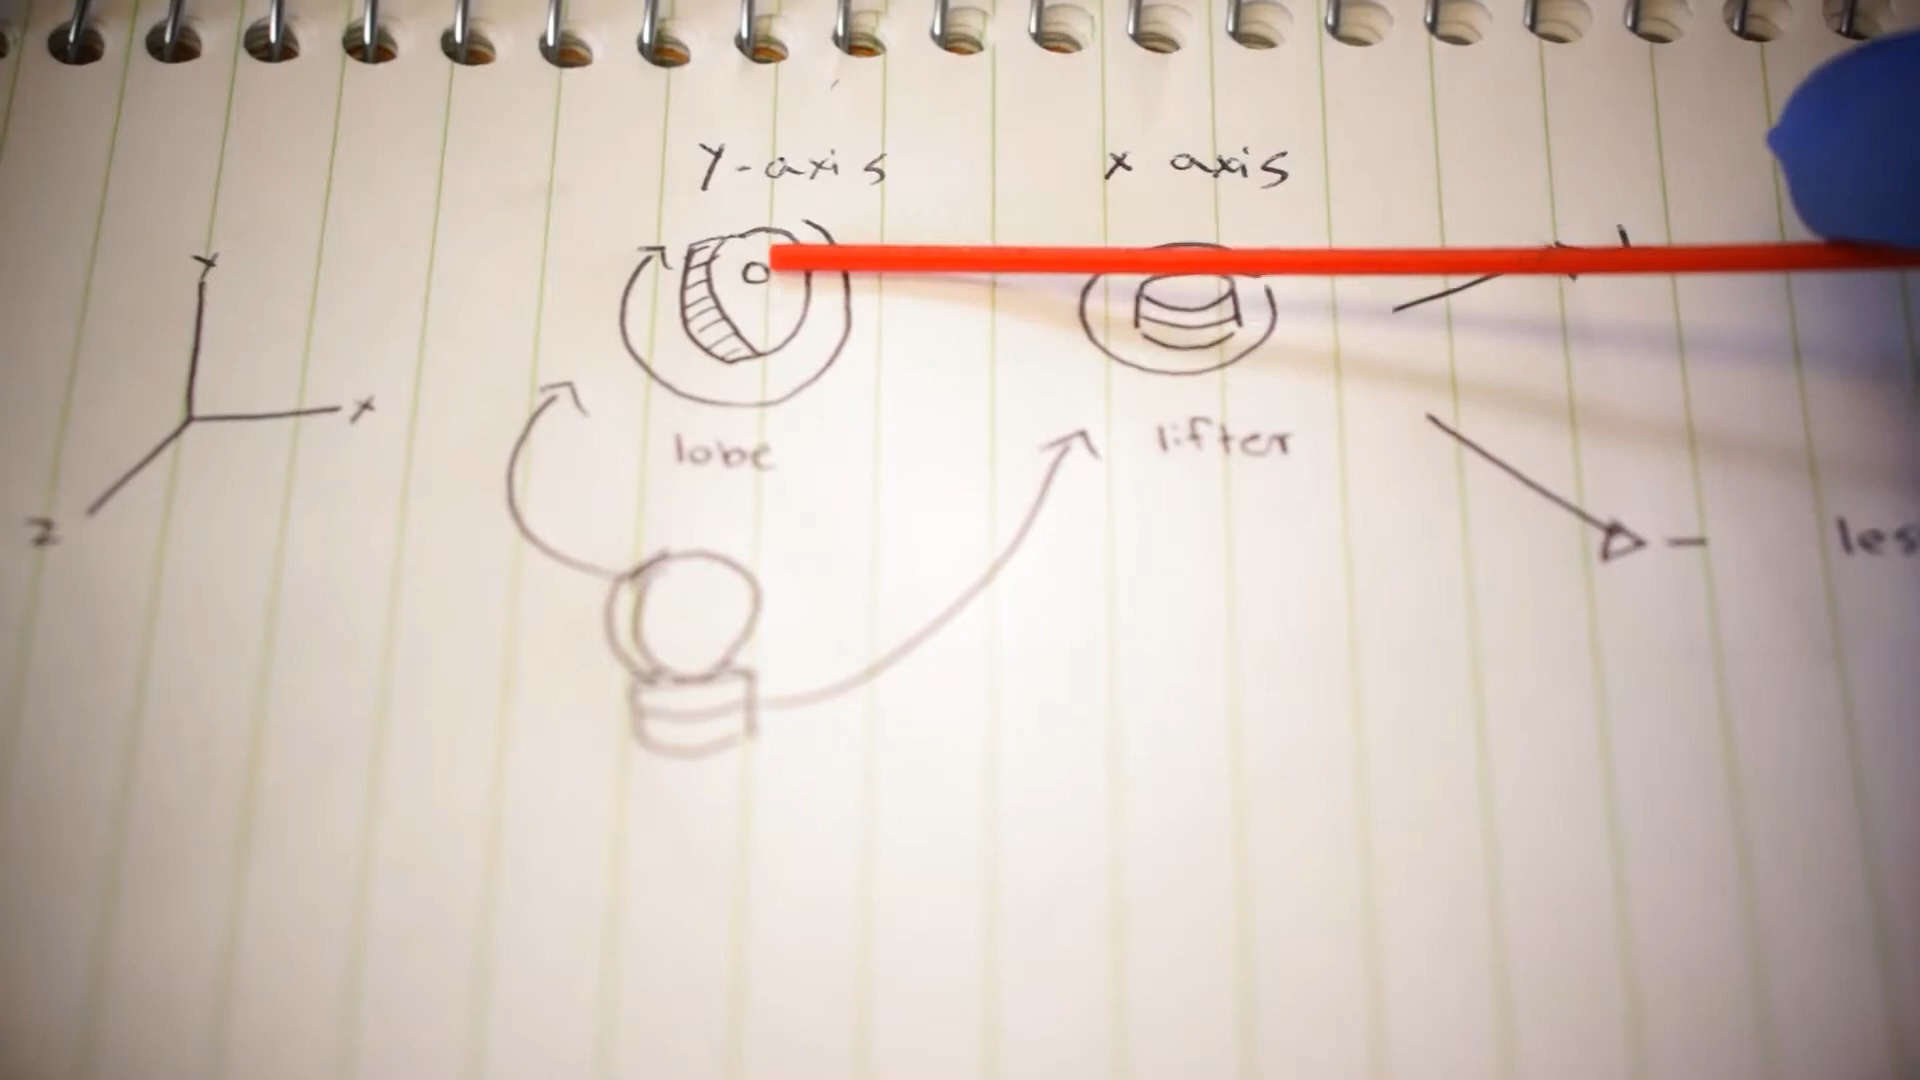 Y-axis
x axis
Y
x
z
lobe
lifter